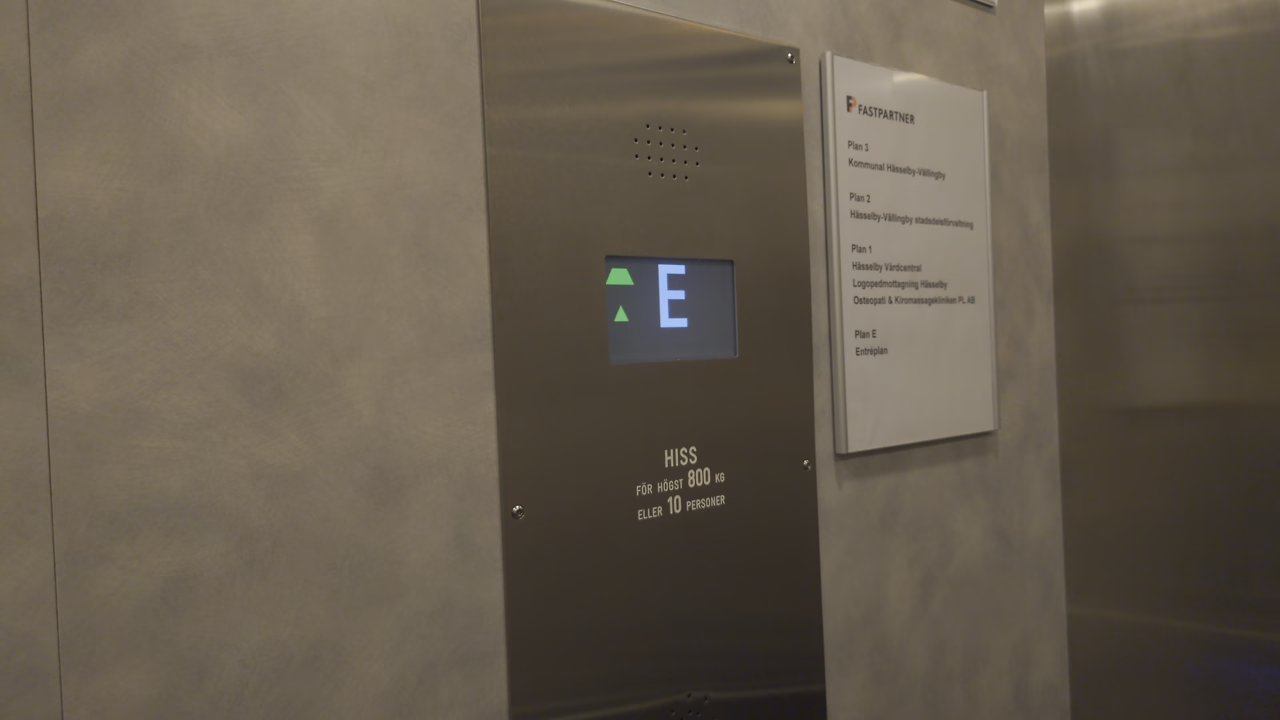 E
HISS
FÖR HÖGST 800 KG
ELLER 10 PERSONER
FASTPARTNER
Plan 3
Kommunal Hässelby-Vällingby
Plan 2
Hässelby-Vällingby stadsdelsförvaltning
Plan 1
Hässelby Vårdcentral
Logopedmottagning Hässelby
Osteopati & Kiromassagekliniken PL AB
Plan E
Entréplan